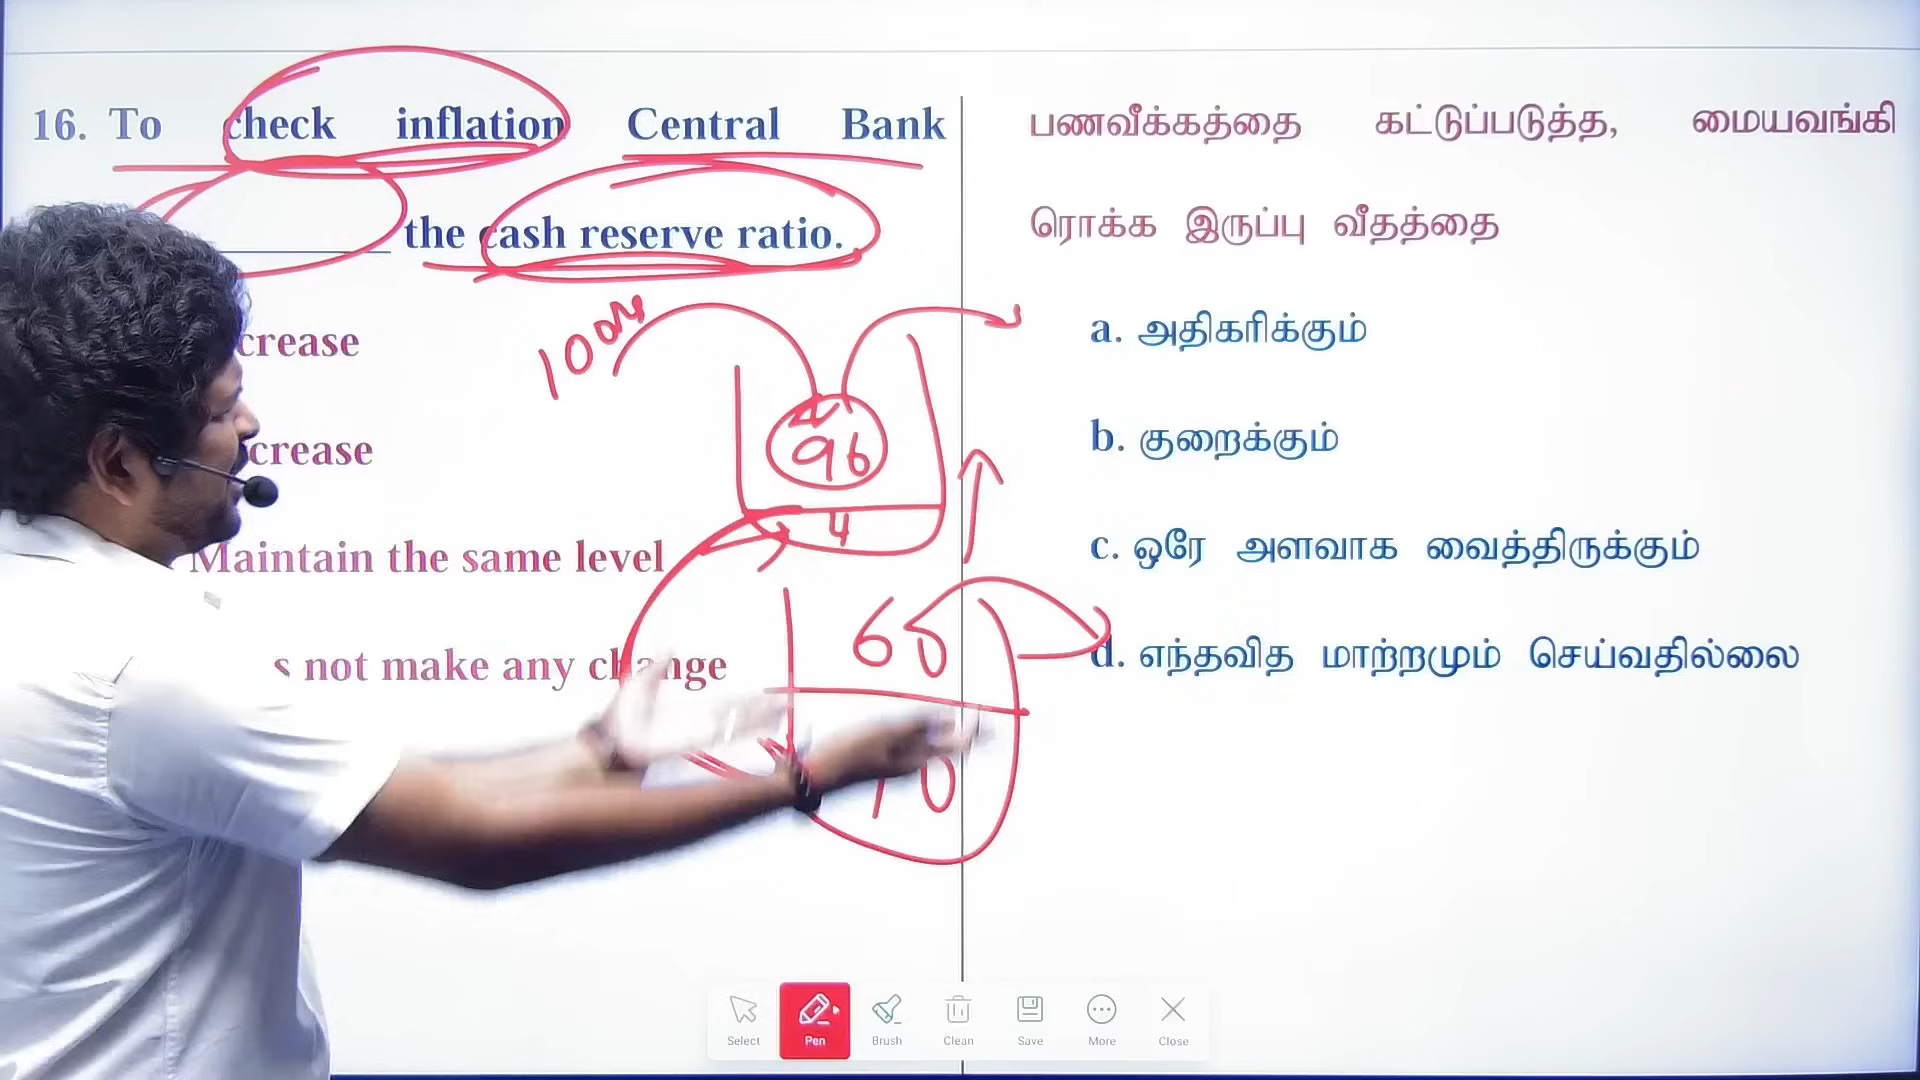 16. To check inflation Central Bank
the cash reserve ratio.
crease
crease
Maintain the same level
s not make any change
100
96
4
60
பணவீக்கத்தை கட்டுப்படுத்த, மையவங்கி
ரொக்க இருப்பு வீதத்தை
a. அதிகரிக்கும்
b. குறைக்கும்
c. ஒரே அளவாக வைத்திருக்கும்
d. எந்தவித மாற்றமும் செய்வதில்லை
Select Pen Brush Clean Save More Close